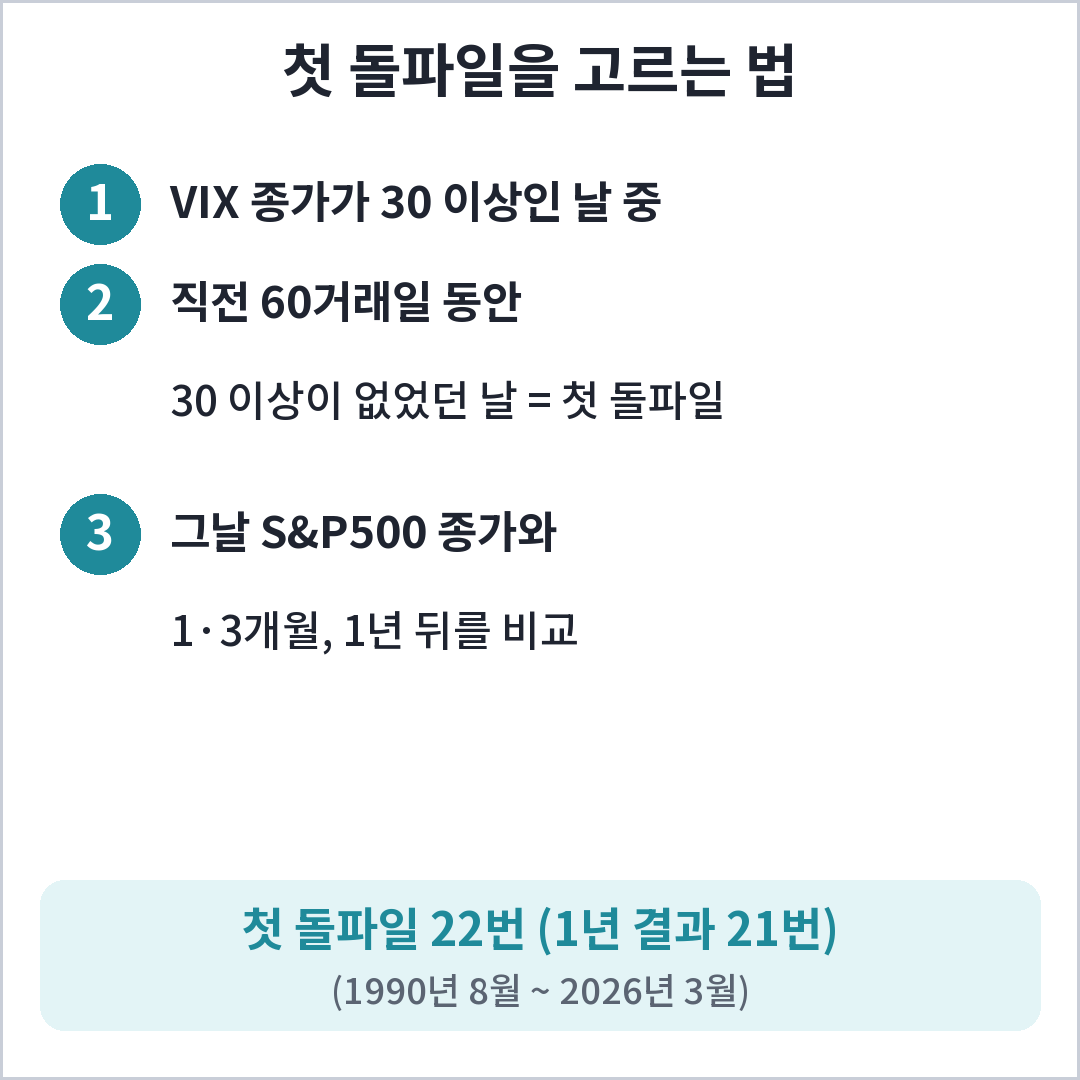 첫 돌파일을 고르는 법
1 VIX 종가가 30 이상인 날 중
2 직전 60거래일 동안
30 이상이 없었던 날 = 첫 돌파일
3 그날 S&P500 종가와
1·3개월, 1년 뒤를 비교
첫 돌파일 22번 (1년 결과 21번)
(1990년 8월 ~ 2026년 3월)